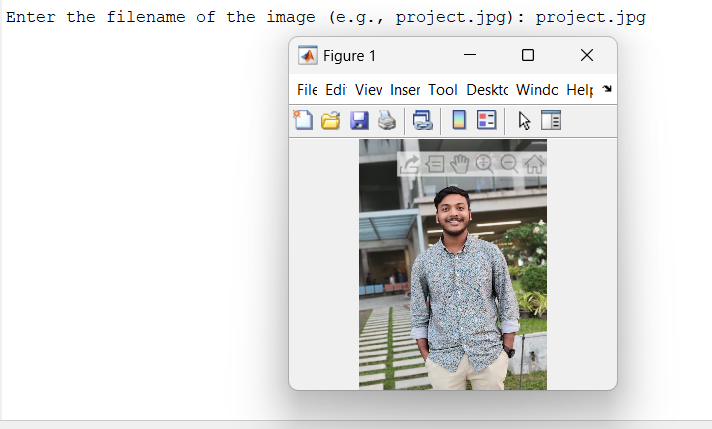 Enter the filename of the image (e.g., project.jpg): project.jpg
Figure 1
File Edi View Inser Tool Deskto Windo Help